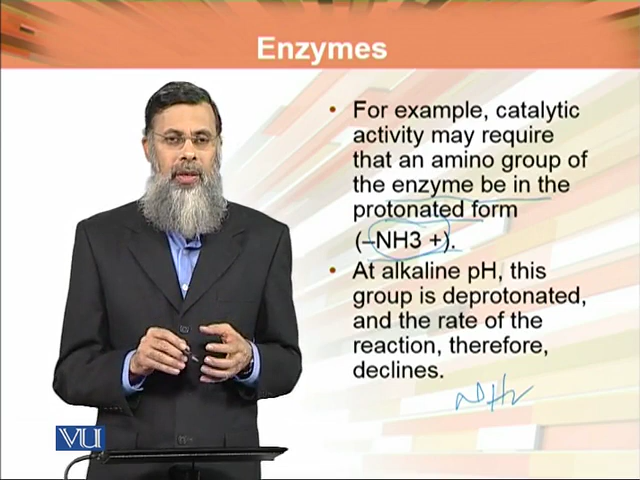 Enzymes
• For example, catalytic
activity may require
that an amino group of
the enzyme be in the
protonated form
(–NH3 +).
• At alkaline pH, this
group is deprotonated,
and the rate of the
reaction, therefore,
declines.
NH2
VU